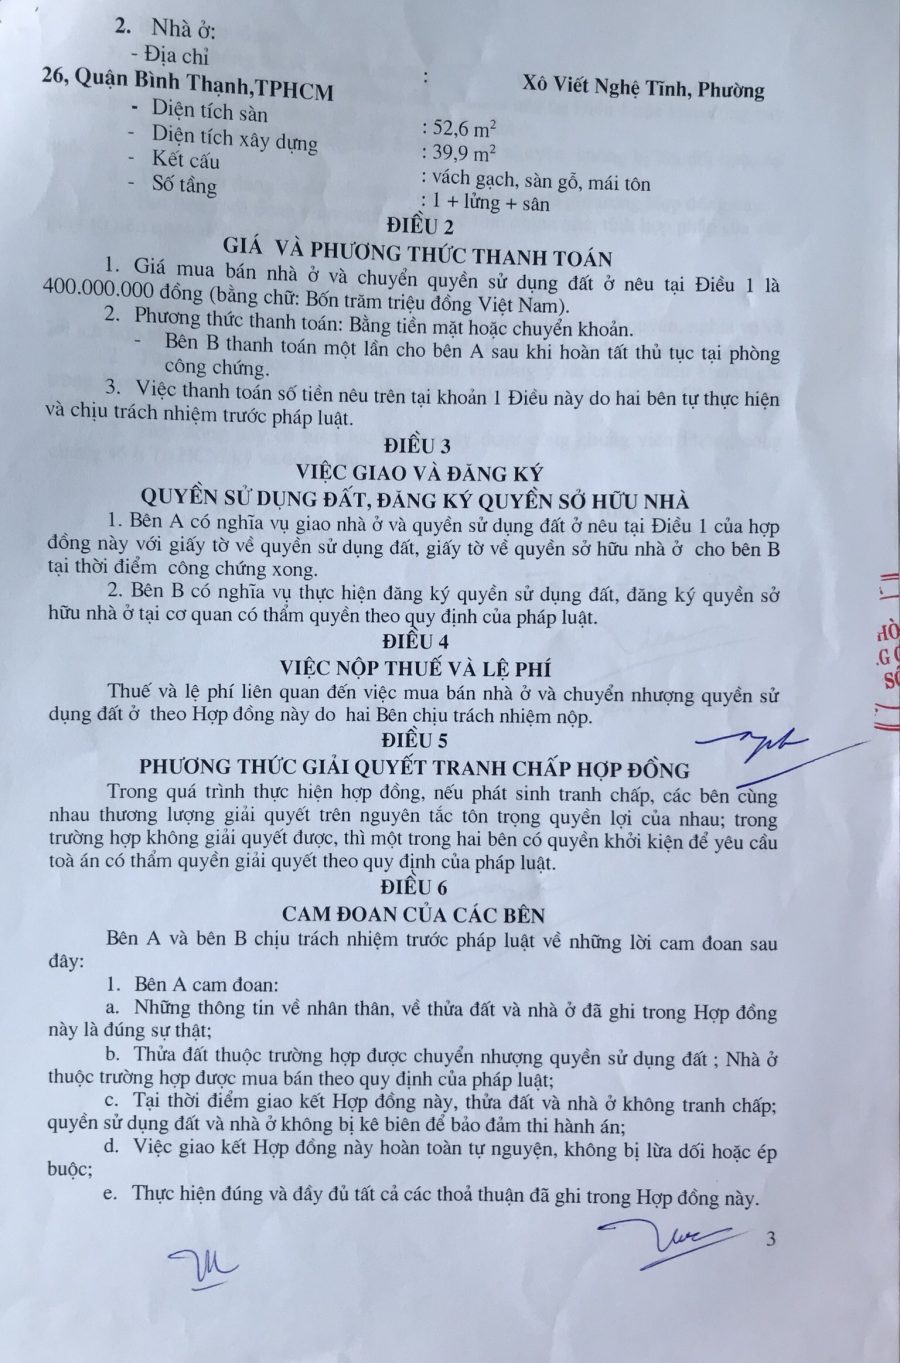 2. Nhà ở:
- Địa chỉ : Xô Viết Nghệ Tĩnh, Phường
26, Quận Bình Thạnh,TPHCM
- Diện tích sàn : 52,6 m²
- Diện tích xây dựng : 39,9 m²
- Kết cấu : vách gạch, sàn gỗ, mái tôn
- Số tầng : 1 + lửng + sân
ĐIỀU 2
GIÁ VÀ PHƯƠNG THỨC THANH TOÁN
1. Giá mua bán nhà ở và chuyển quyền sử dụng đất ở nêu tại Điều 1 là
400.000.000 đồng (bằng chữ: Bốn trăm triệu đồng Việt Nam).
2. Phương thức thanh toán: Bằng tiền mặt hoặc chuyển khoản.
- Bên B thanh toán một lần cho bên A sau khi hoàn tất thủ tục tại phòng
công chứng.
3. Việc thanh toán số tiền nêu trên tại khoản 1 Điều này do hai bên tự thực hiện
và chịu trách nhiệm trước pháp luật.
ĐIỀU 3
VIỆC GIAO VÀ ĐĂNG KÝ
QUYỀN SỬ DỤNG ĐẤT, ĐĂNG KÝ QUYỀN SỞ HỮU NHÀ
1. Bên A có nghĩa vụ giao nhà ở và quyền sử dụng đất ở nêu tại Điều 1 của hợp
đồng này với giấy tờ về quyền sử dụng đất, giấy tờ về quyền sở hữu nhà ở cho bên B
tại thời điểm công chứng xong.
2. Bên B có nghĩa vụ thực hiện đăng ký quyền sử dụng đất, đăng ký quyền sở
hữu nhà ở tại cơ quan có thẩm quyền theo quy định của pháp luật.
ĐIỀU 4
VIỆC NỘP THUẾ VÀ LỆ PHÍ
Thuế và lệ phí liên quan đến việc mua bán nhà ở và chuyển nhượng quyền sử
dụng đất ở theo Hợp đồng này do hai Bên chịu trách nhiệm nộp.
ĐIỀU 5
PHƯƠNG THỨC GIẢI QUYẾT TRANH CHẤP HỢP ĐỒNG
Trong quá trình thực hiện hợp đồng, nếu phát sinh tranh chấp, các bên cùng
nhau thương lượng giải quyết trên nguyên tắc tôn trọng quyền lợi của nhau; trong
trường hợp không giải quyết được, thì một trong hai bên có quyền khởi kiện để yêu cầu
toà án có thẩm quyền giải quyết theo quy định của pháp luật.
ĐIỀU 6
CAM ĐOAN CỦA CÁC BÊN
Bên A và bên B chịu trách nhiệm trước pháp luật về những lời cam đoan sau
đây:
1. Bên A cam đoan:
a. Những thông tin về nhân thân, về thửa đất và nhà ở đã ghi trong Hợp đồng
này là đúng sự thật;
b. Thửa đất thuộc trường hợp được chuyển nhượng quyền sử dụng đất ; Nhà ở
thuộc trường hợp được mua bán theo quy định của pháp luật;
c. Tại thời điểm giao kết Hợp đồng này, thửa đất và nhà ở không tranh chấp;
quyền sử dụng đất và nhà ở không bị kê biên để bảo đảm thi hành án;
d. Việc giao kết Hợp đồng này hoàn toàn tự nguyện, không bị lừa dối hoặc ép
buộc;
e. Thực hiện đúng và đầy đủ tất cả các thoả thuận đã ghi trong Hợp đồng này.
3